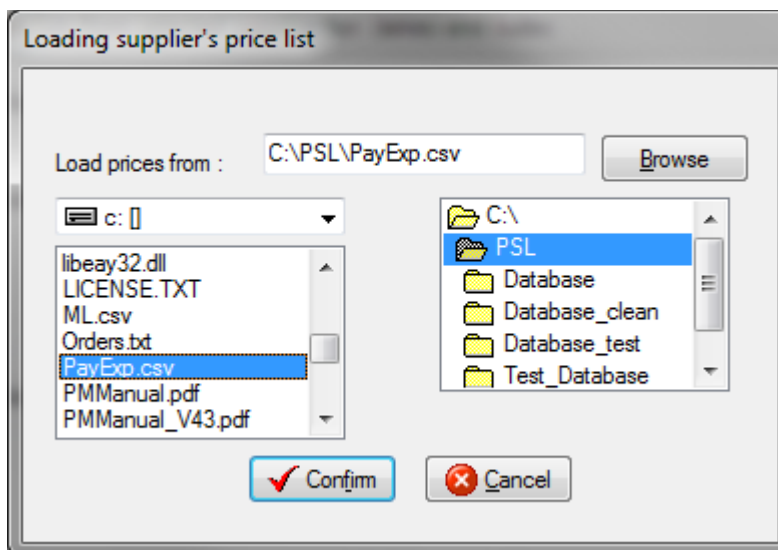 Loading supplier's price list
Load prices from :
C:\PSL\PayExp.csv
Browse
c: []
libeay32.dll
LICENSE.TXT
ML.csv
Orders.txt
PayExp.csv
PMManual.pdf
PMManual_V43.pdf
C:\
PSL
Database
Database_clean
Database_test
Test_Database
Confirm
Cancel